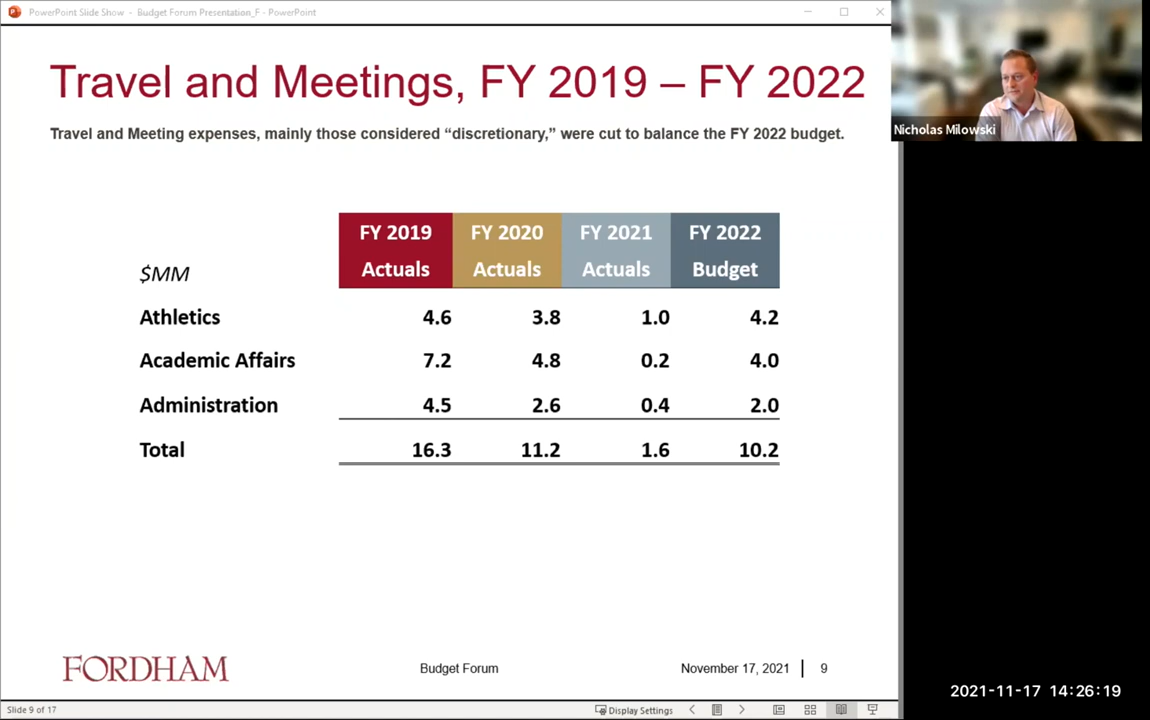 PowerPoint Slide Show - Budget Forum Presentation_F - PowerPoint
Travel and Meetings, FY 2019 – FY 2022
Travel and Meeting expenses, mainly those considered “discretionary,” were cut to balance the FY 2022 budget.
Nicholas Milowski
FY 2019 FY 2020 FY 2021 FY 2022
$MM Actuals Actuals Actuals Budget
Athletics 4.6 3.8 1.0 4.2
Academic Affairs 7.2 4.8 0.2 4.0
Administration 4.5 2.6 0.4 2.0
Total 16.3 11.2 1.6 10.2
FORDHAM Budget Forum November 17, 2021 | 9
2021-11-17 14:26:19
Slide 9 of 17 Display Settings